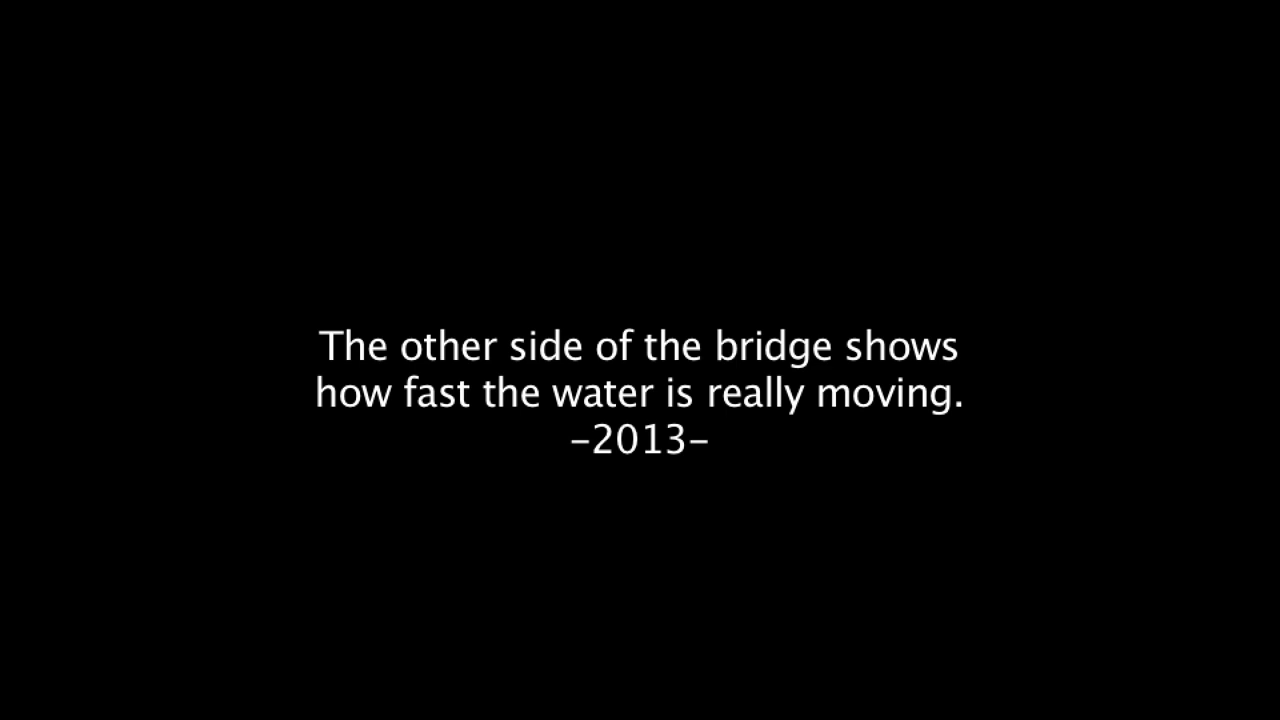 The other side of the bridge shows
how fast the water is really moving.
-2013-